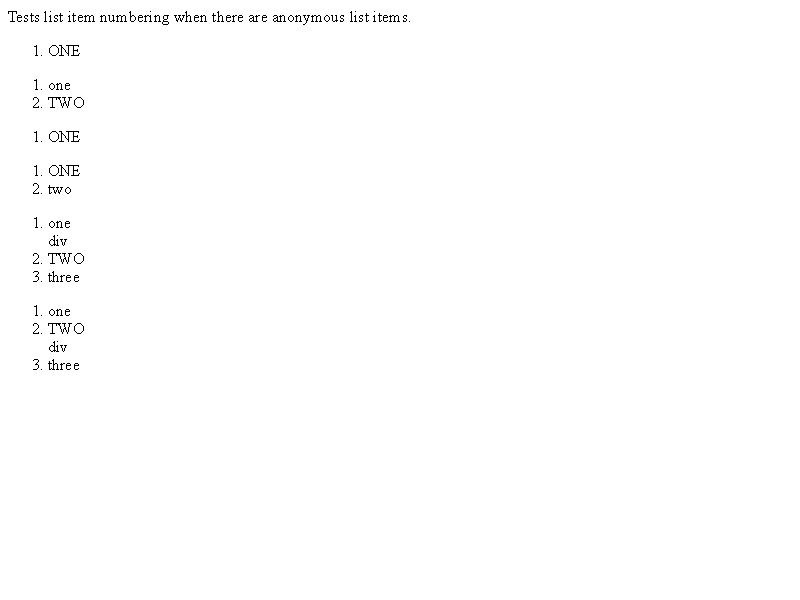 Tests list item numbering when there are anonymous list items.
1. ONE
1. one
2. TWO
1. ONE
1. ONE
2. two
1. one
div
2. TWO
3. three
1. one
2. TWO
div
3. three